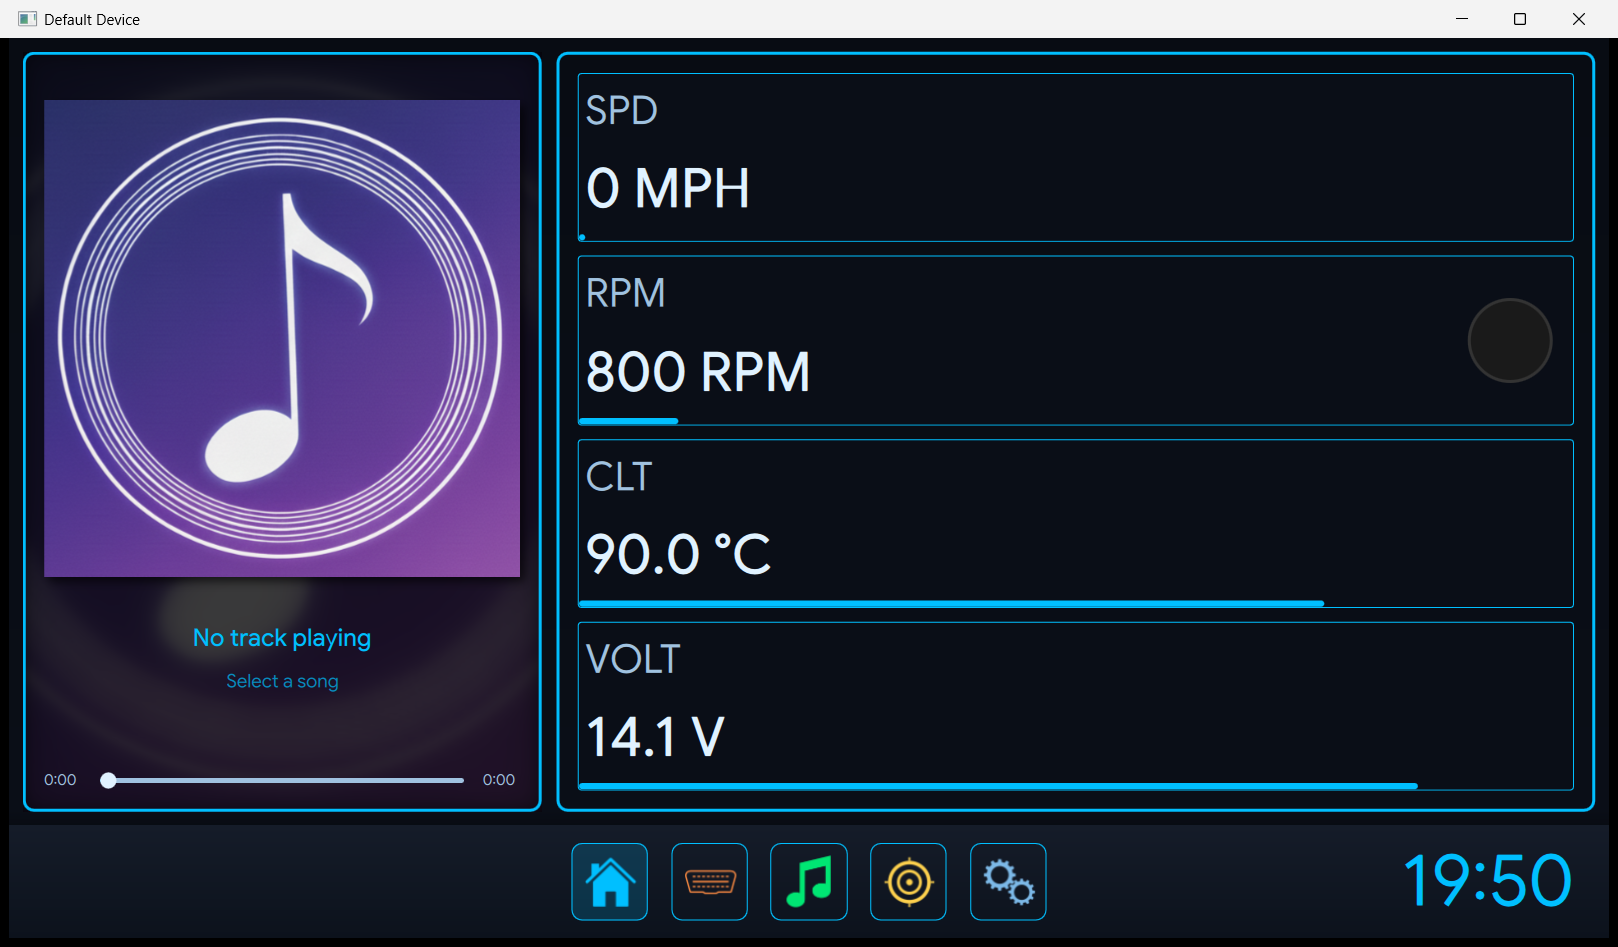 Default Device
No track playing
Select a song
0:00
0:00
SPD
0 MPH
RPM
800 RPM
CLT
90.0 °C
VOLT
14.1 V
19:50